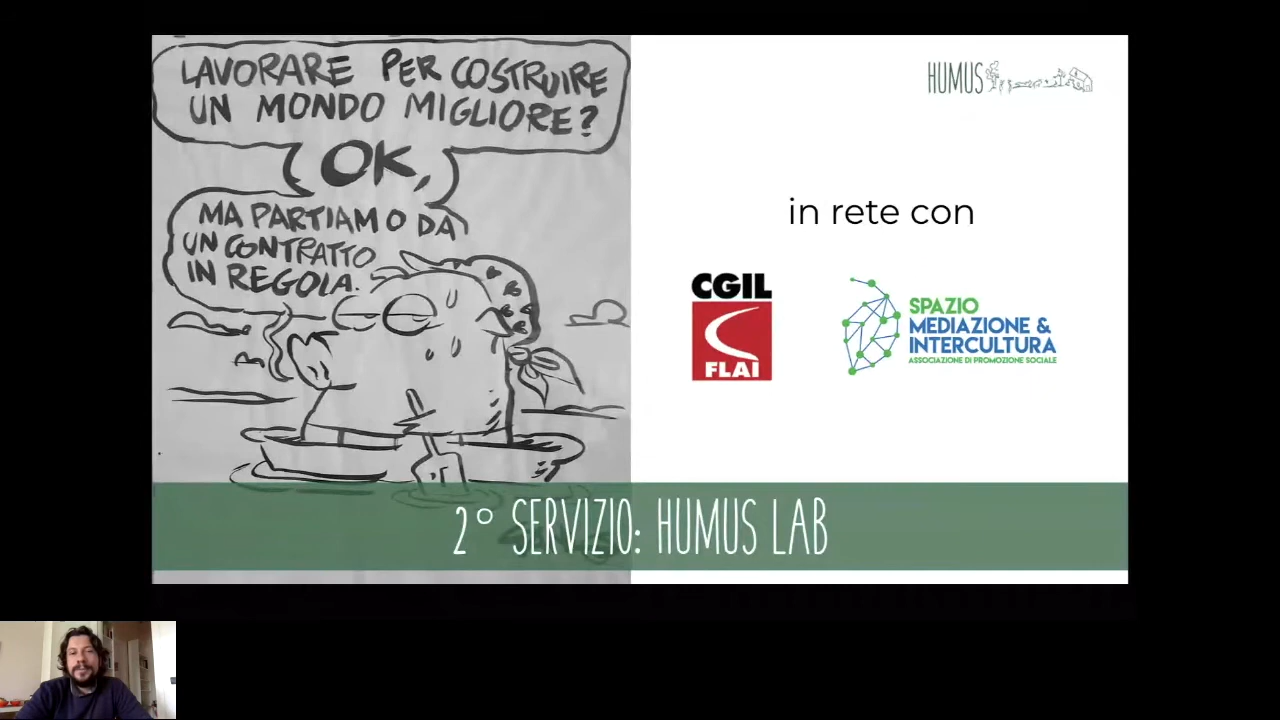 LAVORARE PER COSTRUIRE
UN MONDO MIGLIORE?
OK,
MA PARTIAMO DA
UN CONTRATTO
IN REGOLA.
HUMUS
in rete con
CGIL
FLAI
SPAZIO
MEDIAZIONE &
INTERCULTURA
ASSOCIAZIONE DI PROMOZIONE SOCIALE
2° SERVIZIO: HUMUS LAB